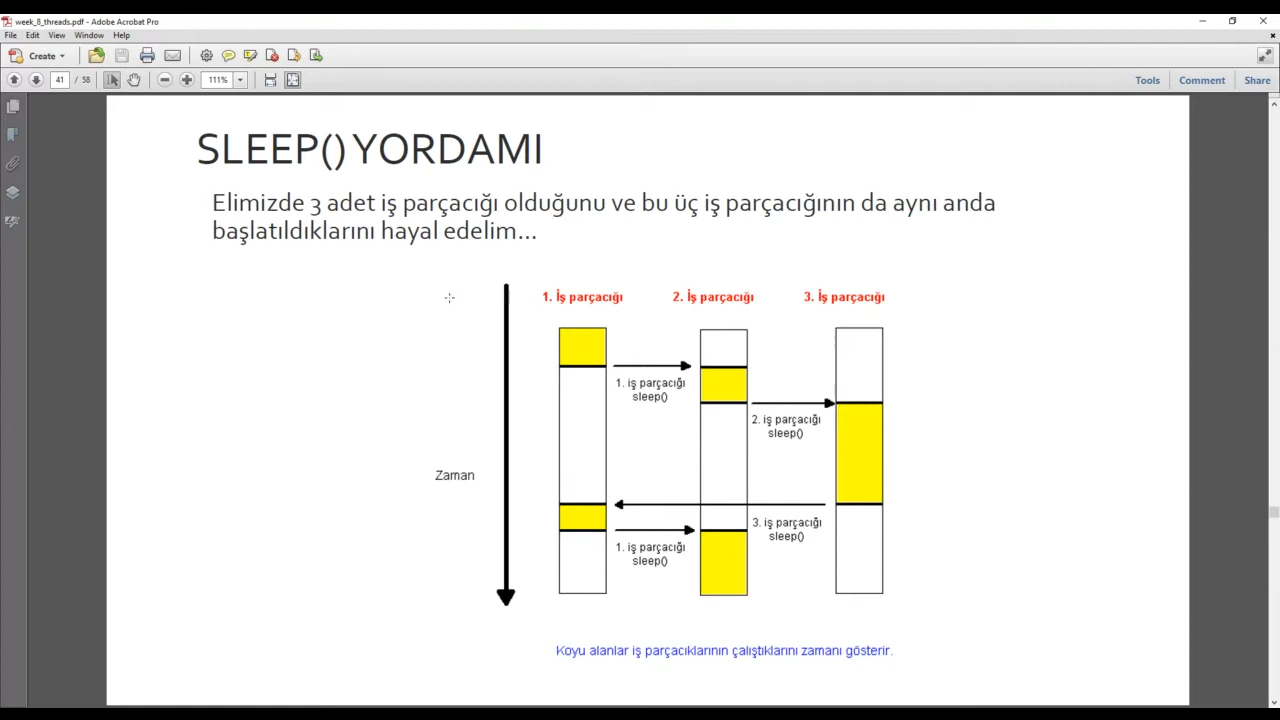 week_8_threads.pdf - Adobe Acrobat Pro
File Edit View Window Help
Create
41 / 58 111% Tools Comment Share
SLEEP() YORDAMI
Elimizde 3 adet iş parçacığı olduğunu ve bu üç iş parçacığının da aynı anda
başlatıldıklarını hayal edelim...
1. İş parçacığı 2. İş parçacığı 3. İş parçacığı
1. iş parçacığı
sleep()
2. iş parçacığı
sleep()
Zaman
3. iş parçacığı
sleep()
1. iş parçacığı
sleep()
Koyu alanlar iş parçacıklarının çalıştıklarını zamanı gösterir.